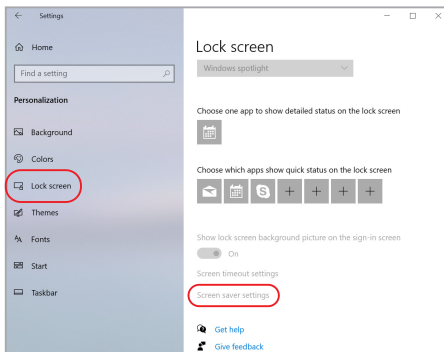 Settings
Home
Find a setting
Personalization
Background
Colors
Lock screen
Themes
Fonts
Start
Taskbar
Lock screen
Windows spotlight
Choose one app to show detailed status on the lock screen
Choose which apps show quick status on the lock screen
Show lock screen background picture on the sign-in screen
On
Screen timeout settings
Screen saver settings
Get help
Give feedback